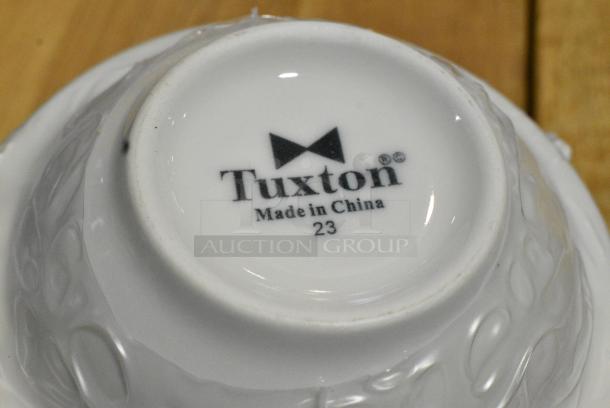 Tuxton®©
Made in China
23
AUCTION GROUP